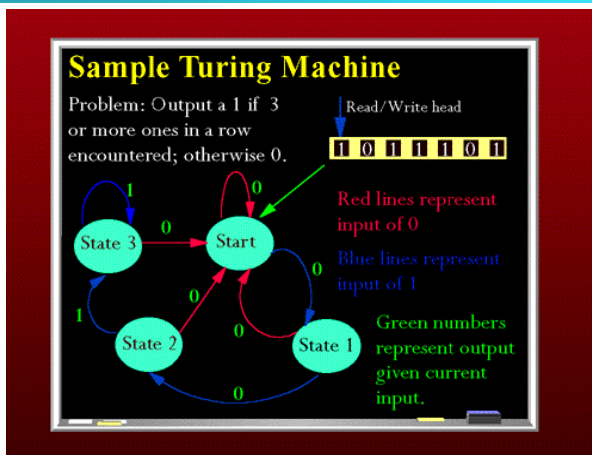 Sample Turing Machine
Problem: Output a 1 if 3
or more ones in a row
encountered; otherwise 0.
Read/Write head
1 0 1 1 1 0 1
Red lines represent
input of 0
Blue lines represent
input of 1
Green numbers
represent output
given current
input.
1
0
State 3
0
Start
0
1
0
0
State 2
State 1
0